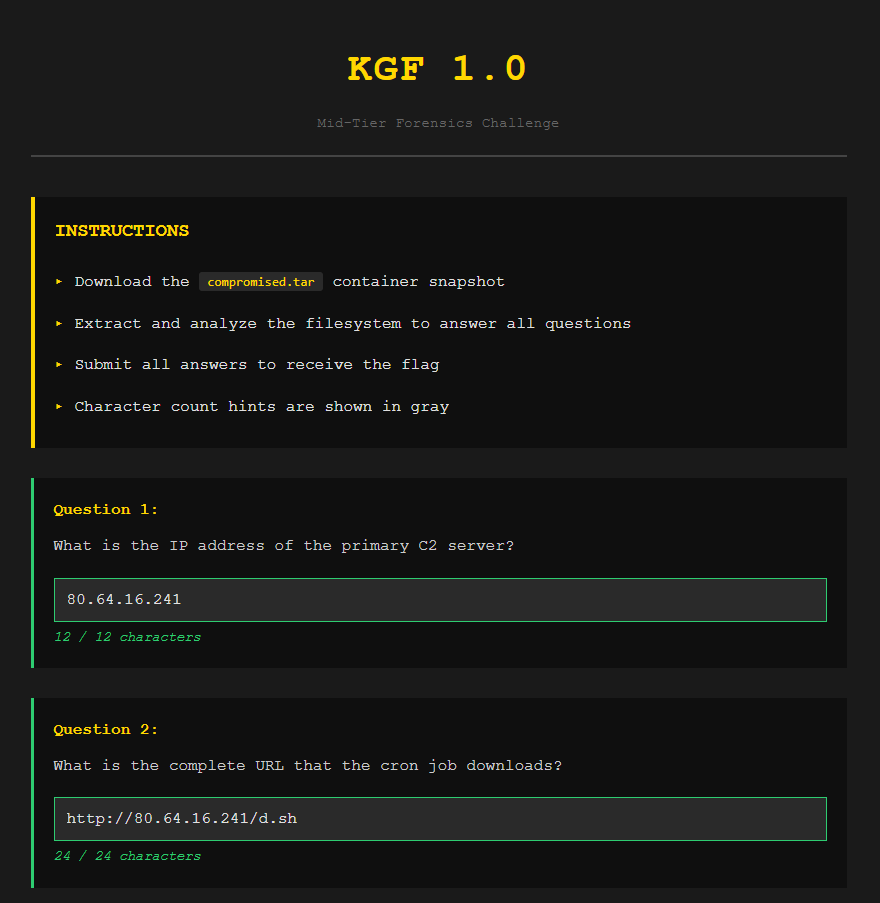 KGF 1.0
Mid-Tier Forensics Challenge
INSTRUCTIONS
▸ Download the compromised.tar container snapshot
▸ Extract and analyze the filesystem to answer all questions
▸ Submit all answers to receive the flag
▸ Character count hints are shown in gray
Question 1:
What is the IP address of the primary C2 server?
80.64.16.241
12 / 12 characters
Question 2:
What is the complete URL that the cron job downloads?
http://80.64.16.241/d.sh
24 / 24 characters